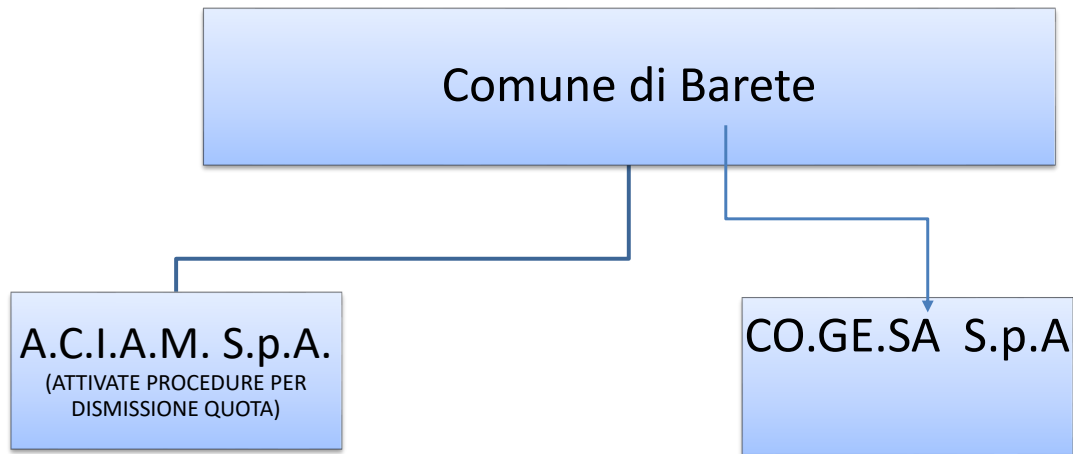 Comune di Barete
A.C.I.A.M. S.p.A.
(ATTIVATE PROCEDURE PER
DISMISSIONE QUOTA)
CO.GE.SA S.p.A